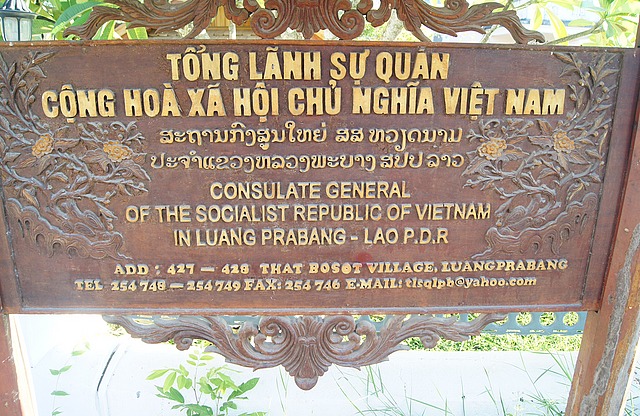 TỔNG LÃNH SỰ QUÁN
CỘNG HOÀ XÃ HỘI CHỦ NGHĨA VIỆT NAM
ສະຖານກົງສູນໃຫຍ່ ສສ ຫວຽດນາມ
ປະຈຳແຂວງຫລວງພະບາງ ສປປ ລາວ
CONSULATE GENERAL
OF THE SOCIALIST REPUBLIC OF VIETNAM
IN LUANG PRABANG - LAO P.D.R
ADD : 427 — 428 THAT BOSOT VILLAGE, LUANGPRABANG
TEL 254 748 — 254749 FAX: 254 746 E-MAIL: tlsqlpb@yahoo.com